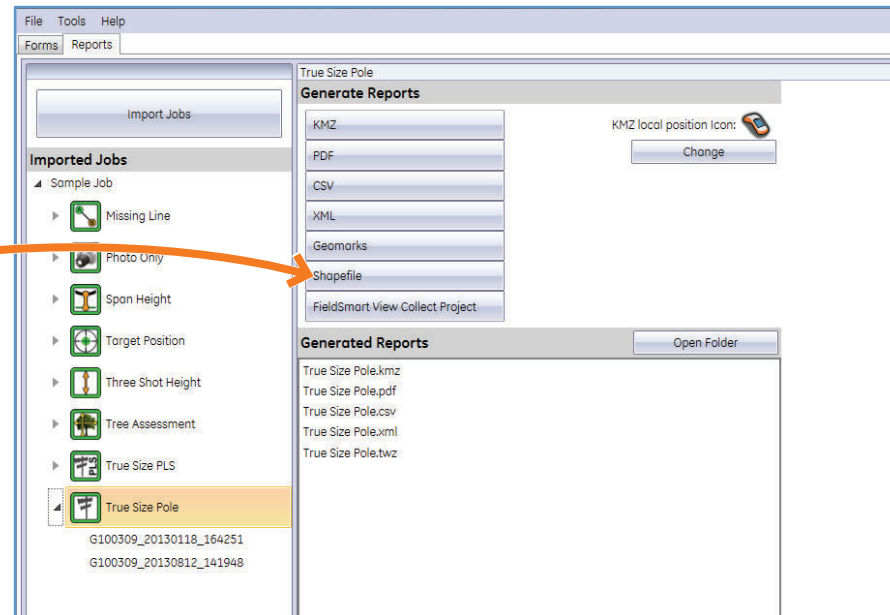 File Tools Help
Forms Reports
Import Jobs
Imported Jobs
Sample Job
Missing Line
Photo Only
Span Height
Target Position
Three Shot Height
Tree Assessment
PLS
True Size PLS
True Size Pole
G100309_20130118_164251
G100309_20130812_141948
True Size Pole
Generate Reports
KMZ
KMZ local position Icon:
PDF
Change
CSV
XML
Geomarks
Shapefile
FieldSmart View Collect Project
Generated Reports
Open Folder
True Size Pole.kmz
True Size Pole.pdf
True Size Pole.csv
True Size Pole.xml
True Size Pole.twz